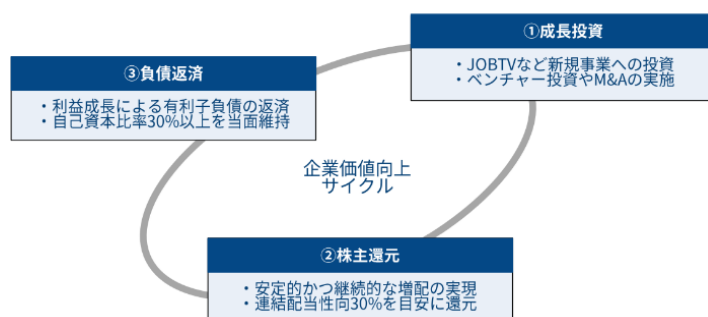 ①成長投資
・JOBTVなど新規事業への投資
・ベンチャー投資やM&Aの実施
③負債返済
・利益成長による有利子負債の返済
・自己資本比率30%以上を当面維持
企業価値向上
サイクル
②株主還元
・安定的かつ継続的な増配の実現
・連結配当性向30%を目安に還元